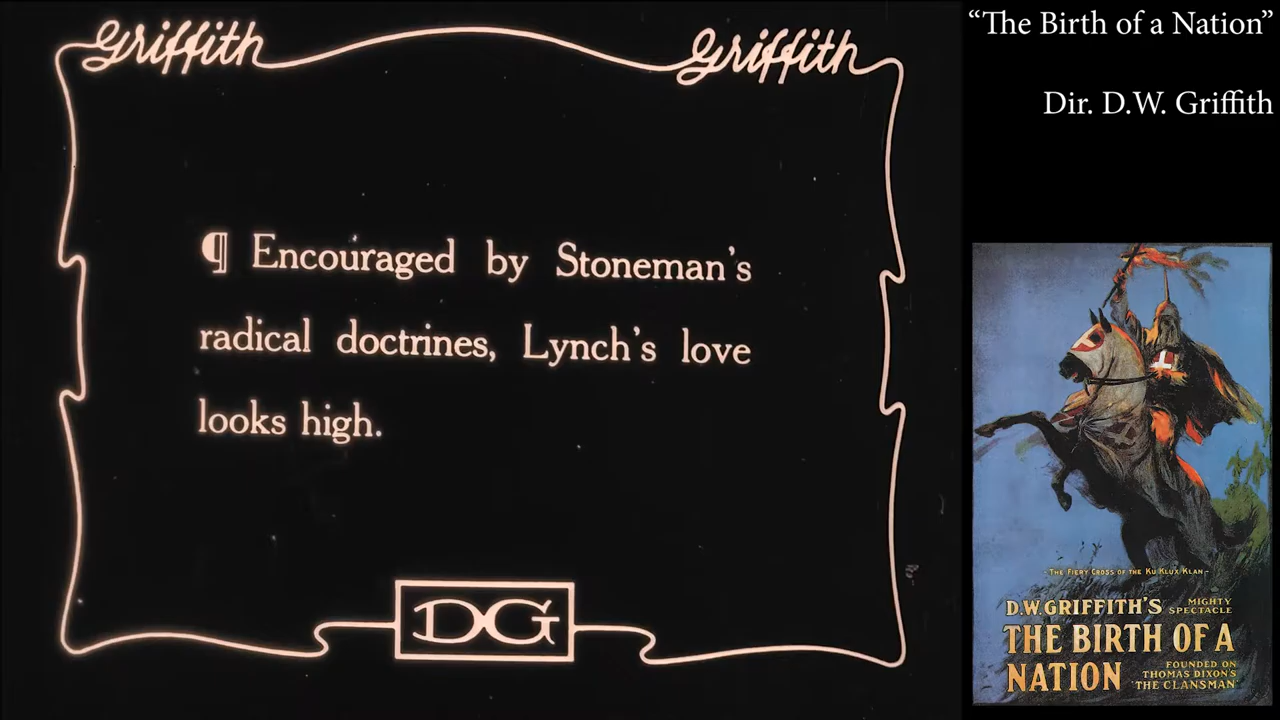 Griffith Griffith
¶ Encouraged by Stoneman's
radical doctrines, Lynch's love
looks high.
DG
“The Birth of a Nation”
Dir. D.W. Griffith
-THE FIERY CROSS OF THE KU KLUX KLAN-
D.W. GRIFFITH'S MIGHTY SPECTACLE
THE BIRTH OF A
NATION
FOUNDED ON
THOMAS DIXON'S
'THE CLANSMAN'